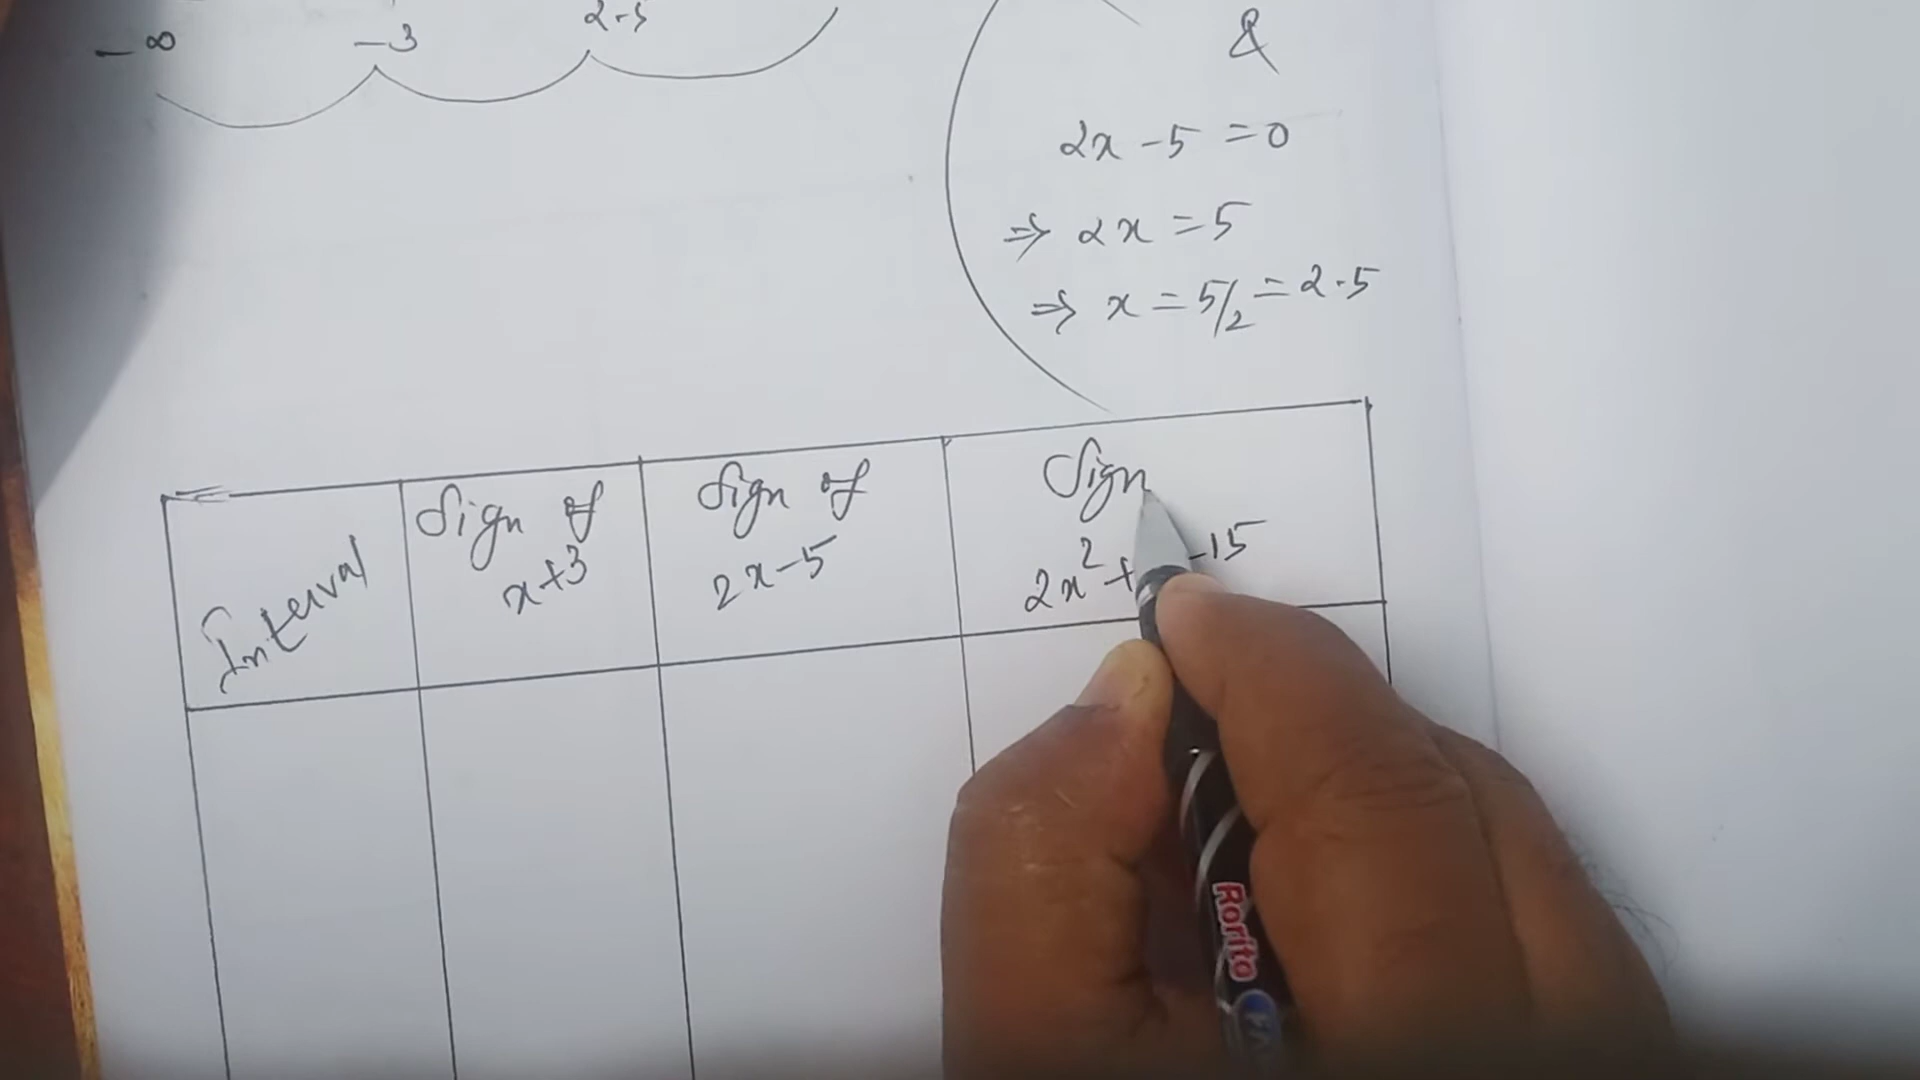 -∞ -3 2.5
&
2x - 5 = 0
⇒ 2x = 5
⇒ x = 5/2 = 2.5
Interval
Sign of
x+3
Sign of
2x-5
Sign
2x²+ -15
Rorito